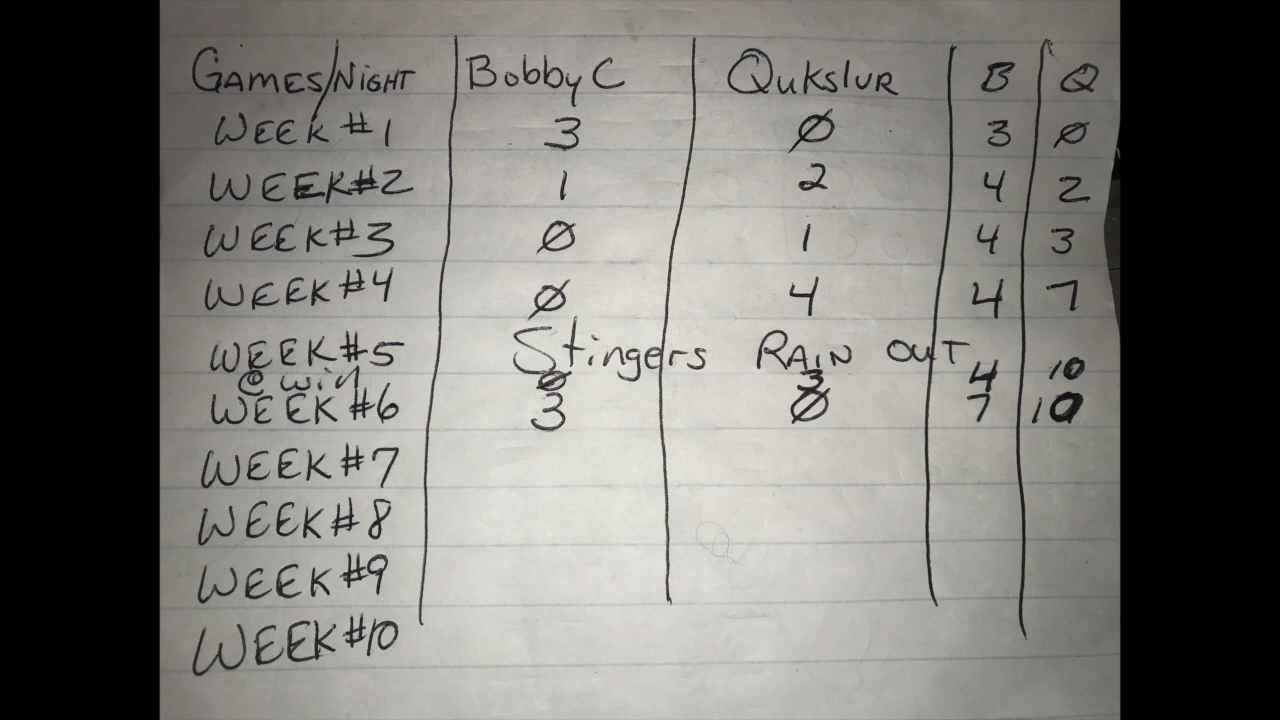 GAMES/NIGHT BobbyC QUKSLUR B Q
WEEK #1 3 Ø 3 Ø
WEEK#2 1 2 4 2
WEEK#3 Ø 1 4 3
WEEK#4 Ø 4 4 7
WEEK#5 Stingers RAIN OUT
@ win Ø 3 4 10
WEEK #6 3 Ø 7 10
WEEK #7
WEEK#8
WEEK #9
WEEK #10